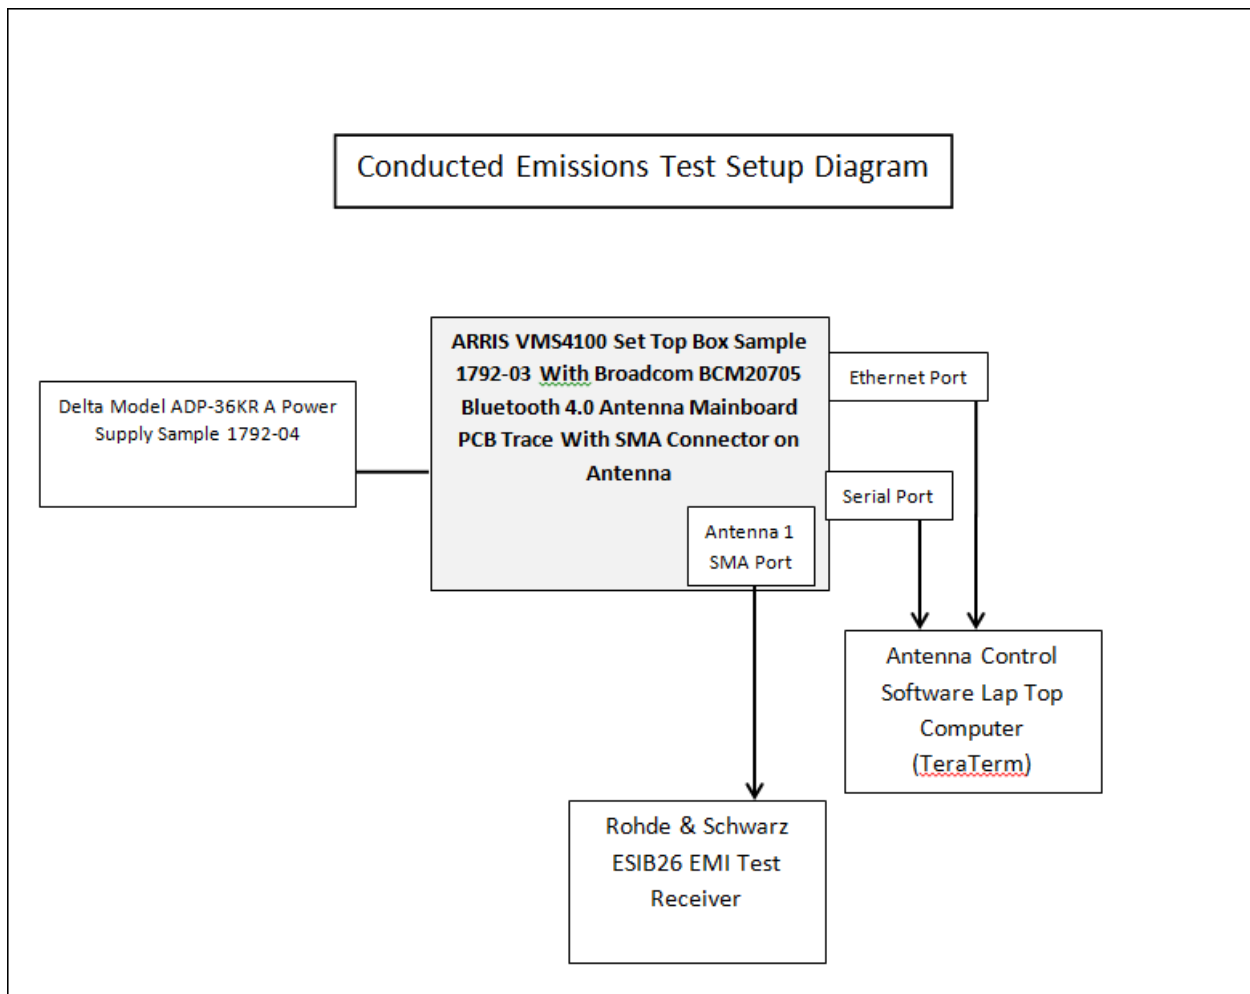 Conducted Emissions Test Setup Diagram
ARRIS VMS4100 Set Top Box Sample
1792-03 With Broadcom BCM20705
Bluetooth 4.0 Antenna Mainboard
PCB Trace With SMA Connector on
Antenna
Delta Model ADP-36KR A Power
Supply Sample 1792-04
Ethernet Port
Serial Port
Antenna 1
SMA Port
Antenna Control
Software Lap Top
Computer
(TeraTerm)
Rohde & Schwarz
ESIB26 EMI Test
Receiver